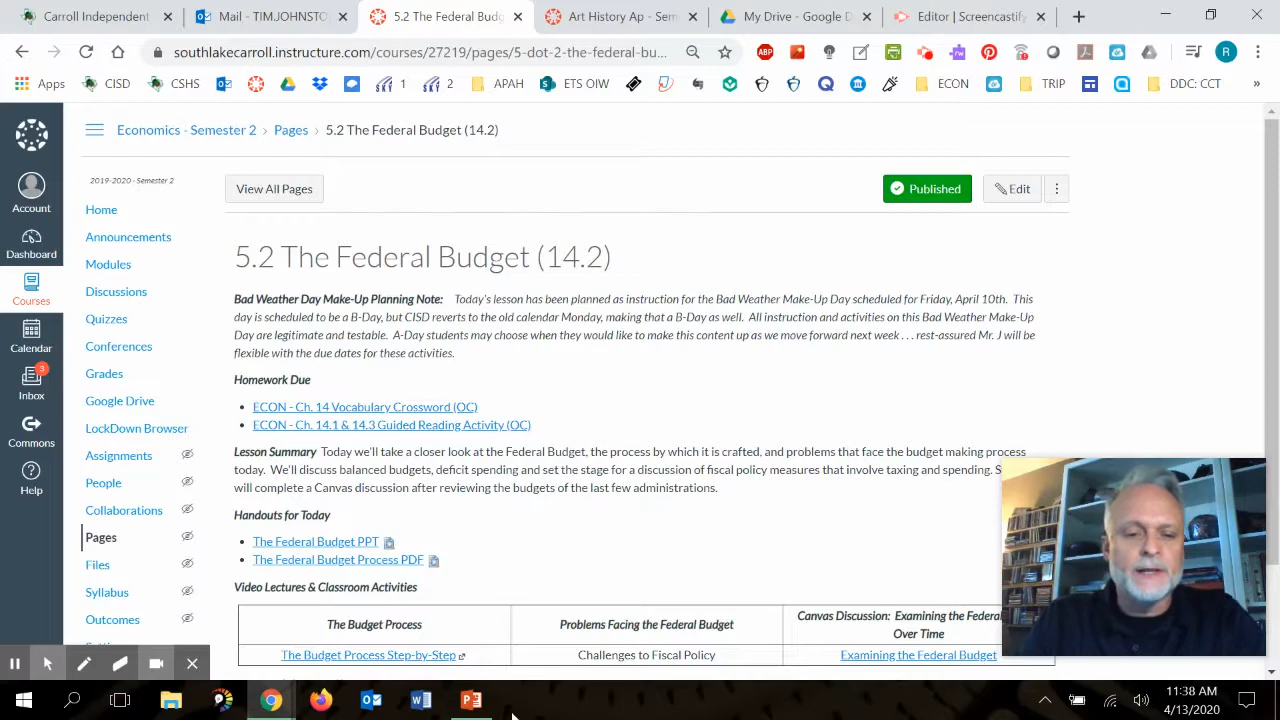 Carroll Independent S
Mail - TIMJOHNSTO
5.2 The Federal Budg
Art History Ap - Sem
My Drive - Google D
Editor | Screencastify
southlakecarroll.instructure.com/courses/27219/pages/5-dot-2-the-federal-bu...
ABP
R
Apps
CISD
CSHS
1
2
APAH
ETS OIW
ECON
TRIP
DDC: CCT
»
Economics - Semester 2 › Pages › 5.2 The Federal Budget (14.2)
Account
Dashboard
Courses
Calendar
3
Inbox
Commons
Help
2019-2020 - Semester 2
Home
Announcements
Modules
Discussions
Quizzes
Conferences
Grades
Google Drive
LockDown Browser
Assignments
People
Collaborations
Pages
Files
Syllabus
Outcomes
View All Pages
Published
Edit
5.2 The Federal Budget (14.2)
Bad Weather Day Make-Up Planning Note: Today's lesson has been planned as instruction for the Bad Weather Make-Up Day scheduled for Friday, April 10th. This
day is scheduled to be a B-Day, but CISD reverts to the old calendar Monday, making that a B-Day as well. All instruction and activities on this Bad Weather Make-Up
Day are legitimate and testable. A-Day students may choose when they would like to make this content up as we move forward next week . . . rest-assured Mr. J will be
flexible with the due dates for these activities.
Homework Due
• ECON - Ch. 14 Vocabulary Crossword (OC)
• ECON - Ch. 14.1 & 14.3 Guided Reading Activity (OC)
Lesson Summary Today we'll take a closer look at the Federal Budget, the process by which it is crafted, and problems that face the budget making process
today. We'll discuss balanced budgets, deficit spending and set the stage for a discussion of fiscal policy measures that involve taxing and spending. S
will complete a Canvas discussion after reviewing the budgets of the last few administrations.
Handouts for Today
• The Federal Budget PPT
• The Federal Budget Process PDF
Video Lectures & Classroom Activities
The Budget Process
Problems Facing the Federal Budget
Canvas Discussion: Examining the Federal
Over Time
The Budget Process Step-by-Step
Challenges to Fiscal Policy
Examining the Federal Budget
11:38 AM
4/13/2020